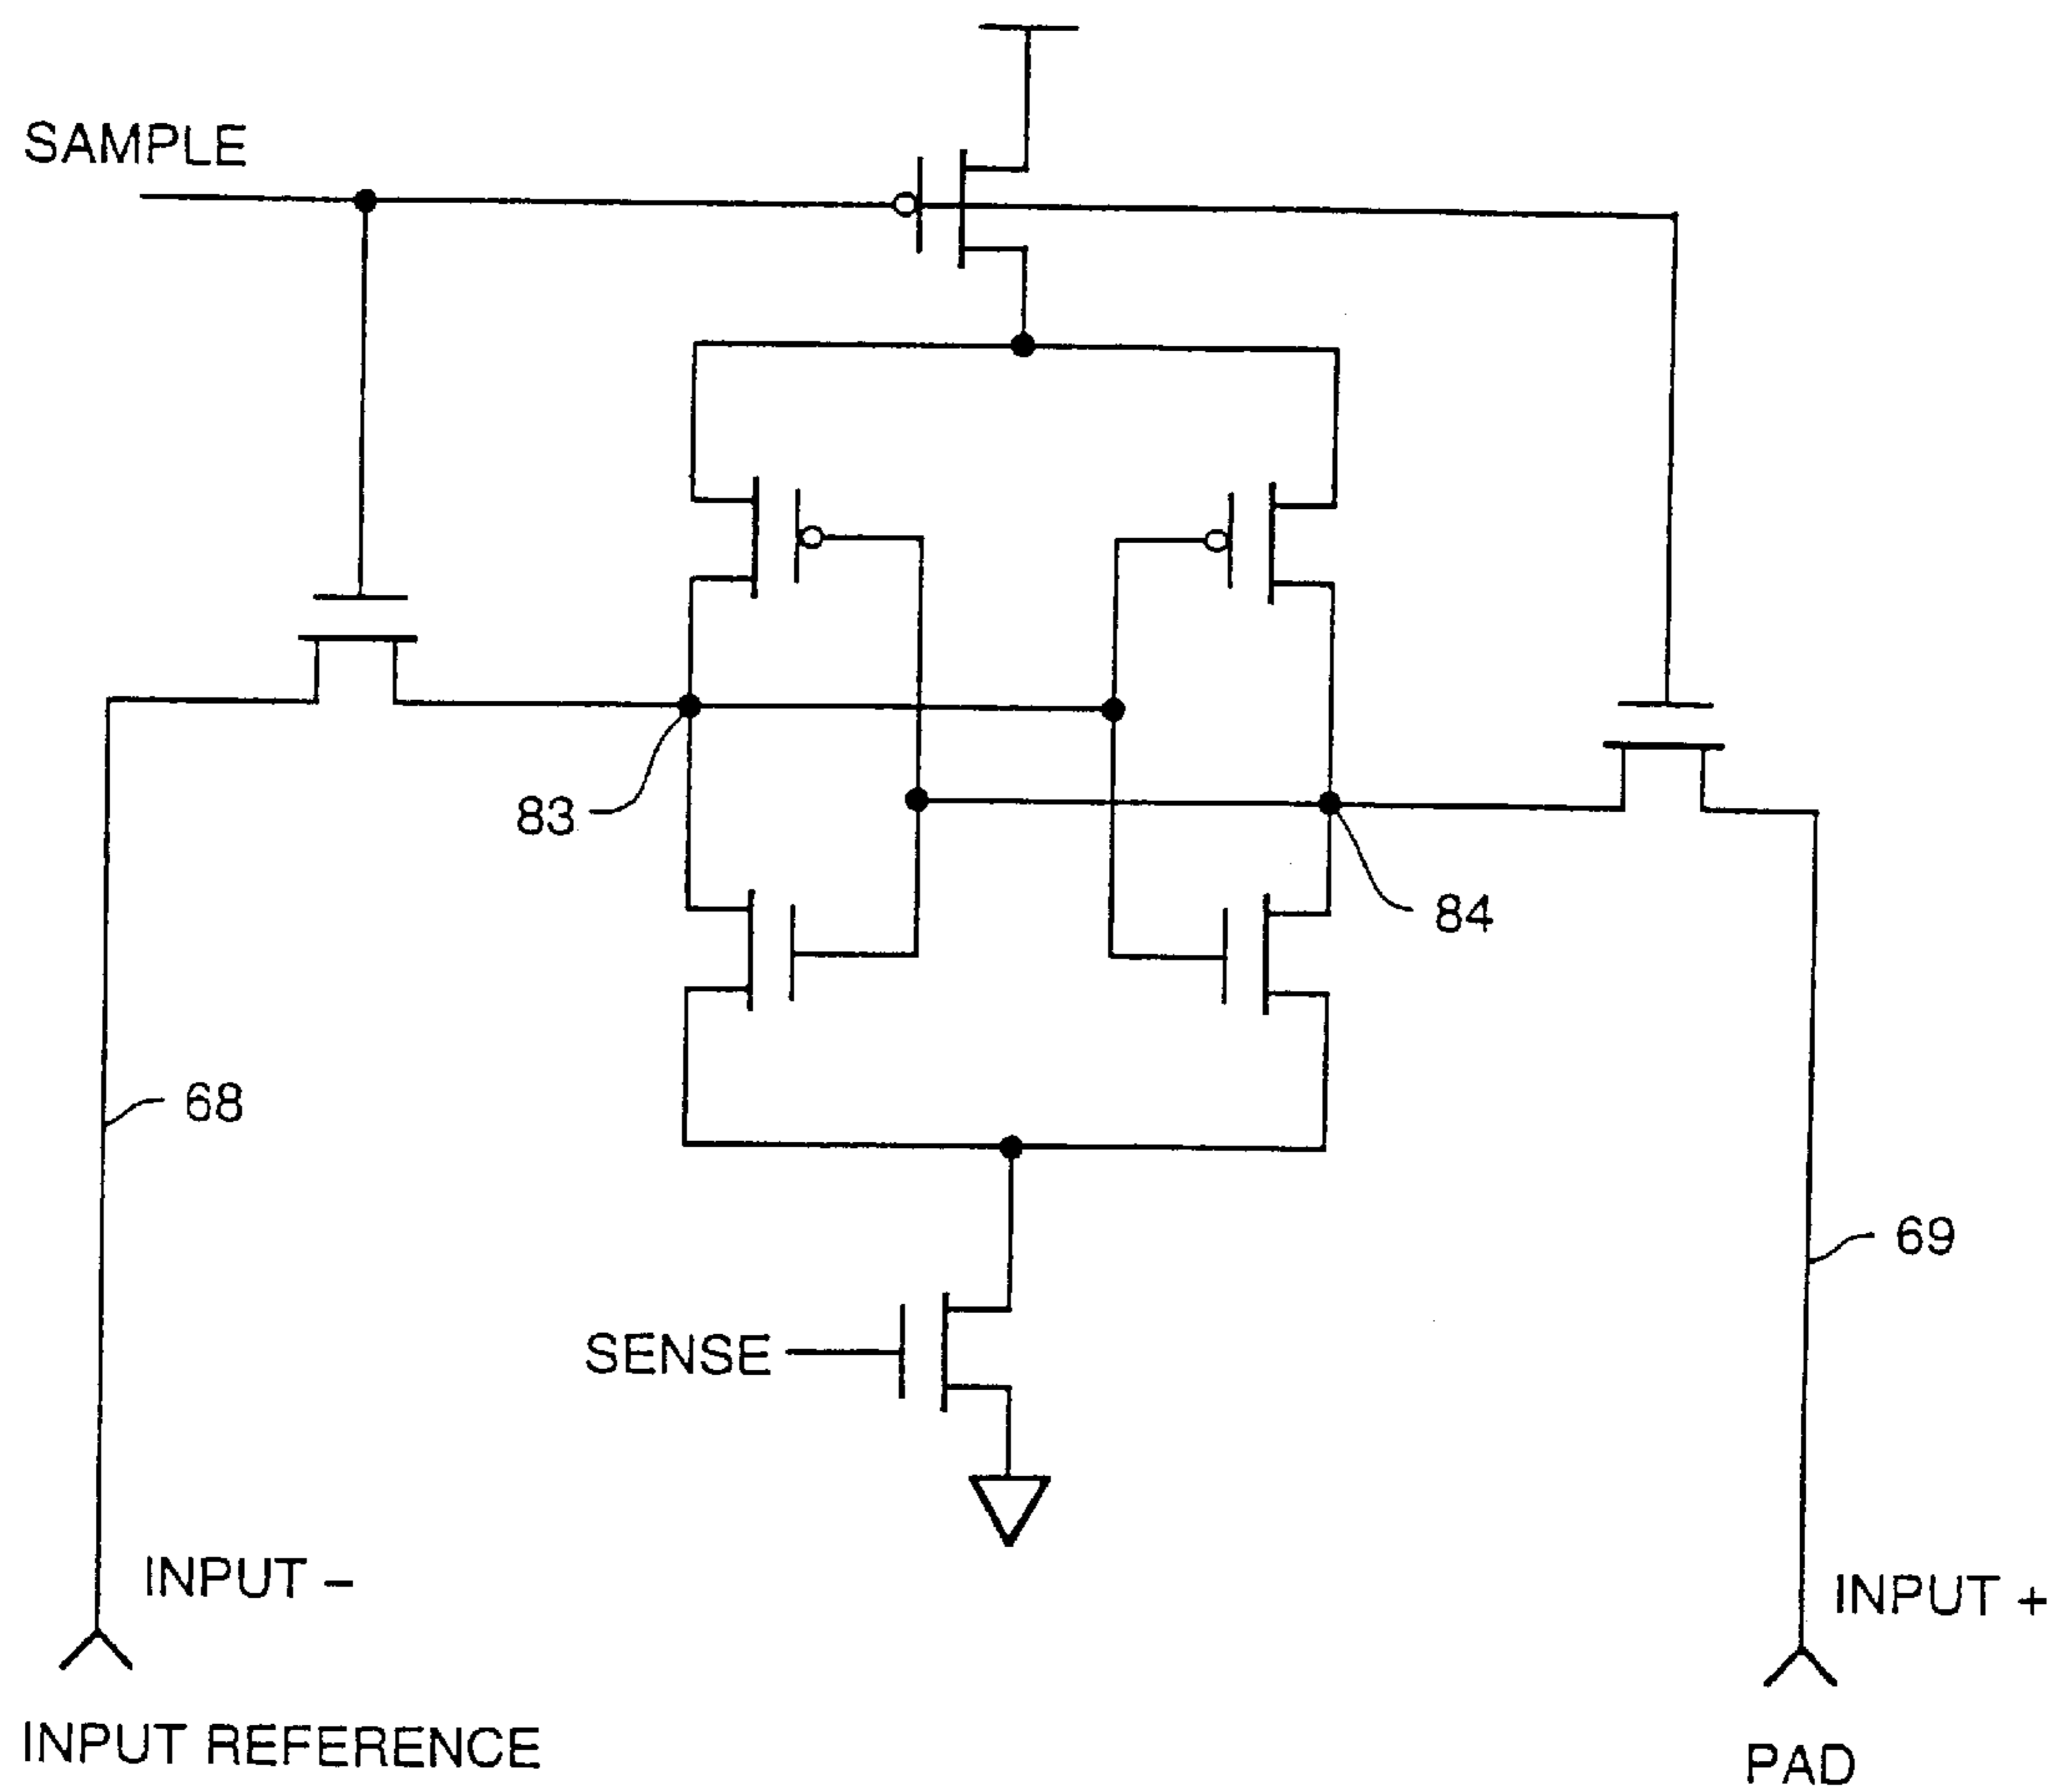 SAMPLE
83
84
68
69
SENSE
INPUT –
INPUT +
INPUT REFERENCE
PAD